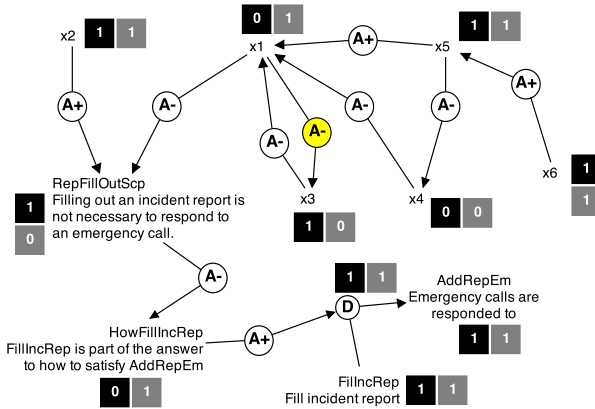 0 1
x2 1 1
x1 A+ x5 1 1
A+ A- A- A- A- A- A+
x6 1
1
RepFillOutScp
Filling out an incident report is
not necessary to respond to
an emergency call.
1
0
x3
1 0
x4 0 0
A-
1 1
AddRepEm
Emergency calls are
responded to
1 1
D
HowFillIncRep
FillIncRep is part of the answer
to how to satisfy AddRepEm
0 1
A+
FillIncRep
Fill incident report
1 1